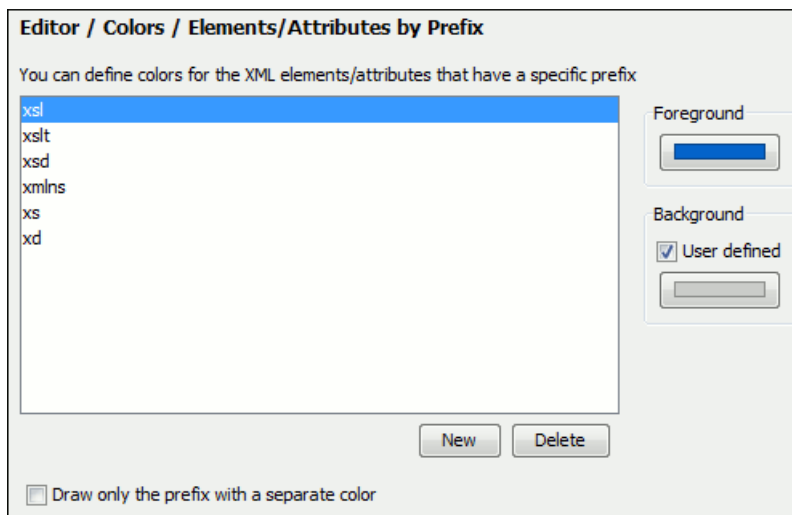 Editor / Colors / Elements/Attributes by Prefix
You can define colors for the XML elements/attributes that have a specific prefix
xsl
xslt
xsd
xmlns
xs
xd
Foreground
Background
User defined
New
Delete
Draw only the prefix with a separate color